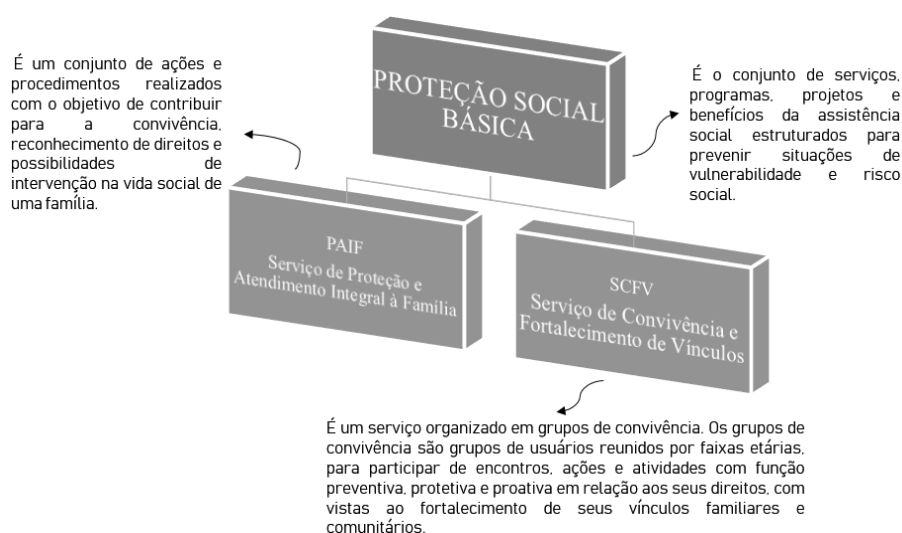 PROTEÇÃO SOCIAL
BÁSICA
É um conjunto de ações e
procedimentos realizados
com o objetivo de contribuir
para a convivência,
reconhecimento de direitos e
possibilidades de
intervenção na vida social de
uma família.
É o conjunto de serviços,
programas, projetos e
benefícios da assistência
social estruturados para
prevenir situações de
vulnerabilidade e risco
social.
PAIF
Serviço de Proteção e
Atendimento Integral à Família
SCFV
Serviço de Convivência e
Fortalecimento de Vínculos
É um serviço organizado em grupos de convivência. Os grupos de
convivência são grupos de usuários reunidos por faixas etárias,
para participar de encontros, ações e atividades com função
preventiva, protetiva e proativa em relação aos seus direitos, com
vistas ao fortalecimento de seus vínculos familiares e
comunitários.